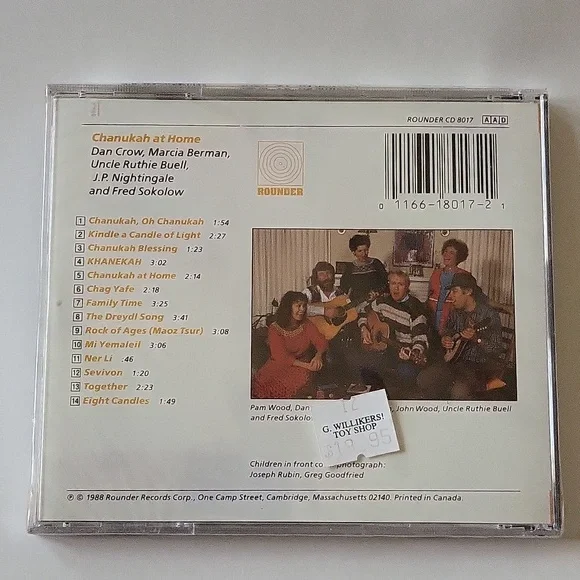 ROUNDER CD 8017 A A D
Chanukah at Home
Dan Crow, Marcia Berman,
Uncle Ruthie Buell,
J.P. Nightingale
and Fred Sokolow
ROUNDER
0 11661-8017-2 1
1 Chanukah, Oh Chanukah 1:54
2 Kindle a Candle of Light 2:27
3 Chanukah Blessing 1:23
4 KHANEKAH 3:02
5 Chanukah at Home 2:14
6 Chag Yafe 2:18
7 Family Time 3:25
8 The Dreydl Song 3:41
9 Rock of Ages (Maoz Tsur) 3:08
10 Mi Yemaleil 3:06
11 Ner Li :46
12 Sevivon 1:20
13 Together 2:23
14 Eight Candles 1:49
Pam Wood, Dan John Wood, Uncle Ruthie Buell
and Fred Sokolo
12
G. WILLIKERS!
TOY SHOP
95
Children in front photograph:
Joseph Rubin, Greg Goodfried.
℗ © 1988 Rounder Records Corp., One Camp Street, Cambridge, Massachusetts 02140. Printed in Canada.